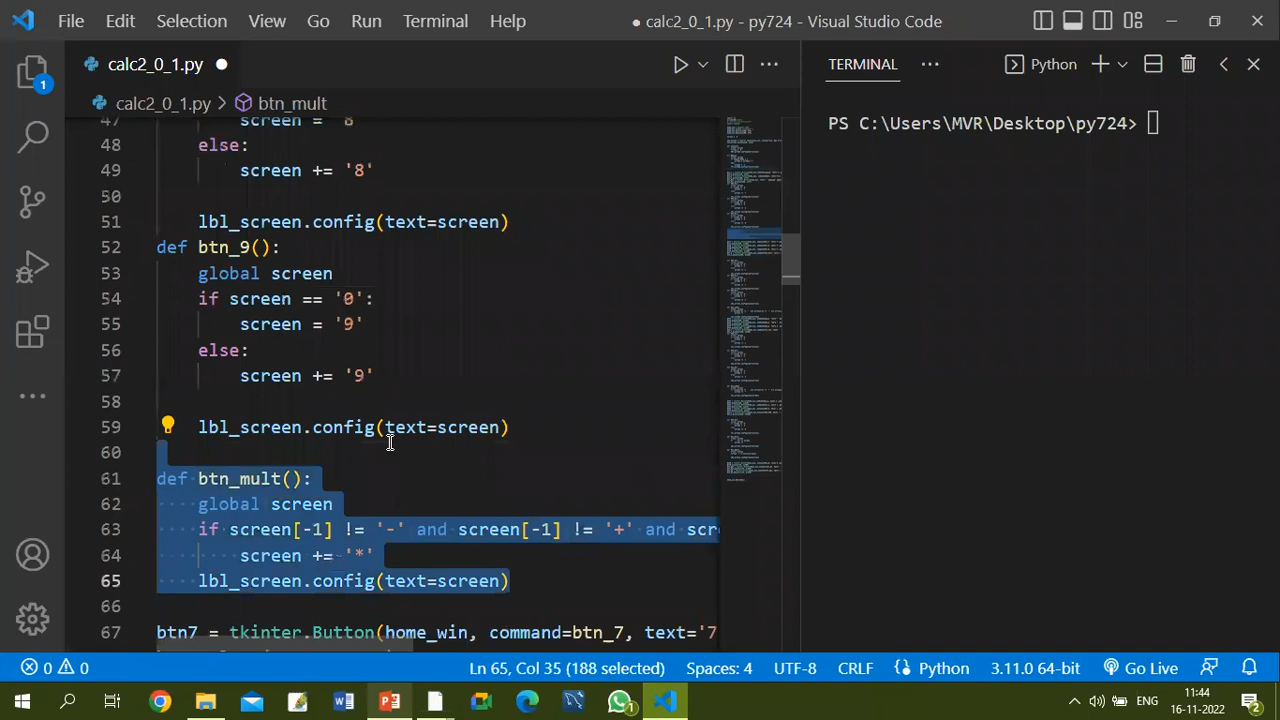 File Edit Selection View Go Run Terminal Help ● calc2_0_1.py - py724 - Visual Studio Code
calc2_0_1.py ●
TERMINAL ... Python
calc2_0_1.py > btn_mult
PS C:\Users\MVR\Desktop\py724>
47 screen = '8'
48 else:
49 screen += '8'
50
51 lbl_screen.config(text=screen)
52 def btn_9():
53 global screen
54 if screen == '0':
55 screen = '9'
56 else:
57 screen += '9'
58
59 lbl_screen.config(text=screen)
60
61 def btn_mult():
62 global screen
63 if screen[-1] != '-' and screen[-1] != '+' and scre
64 screen += '*'
65 lbl_screen.config(text=screen)
66
67 btn7 = tkinter.Button(home_win, command=btn_7, text='7
1
0 0 Ln 65, Col 35 (188 selected) Spaces: 4 UTF-8 CRLF Python 3.11.0 64-bit Go Live
ENG 11:44
16-11-2022
1
2